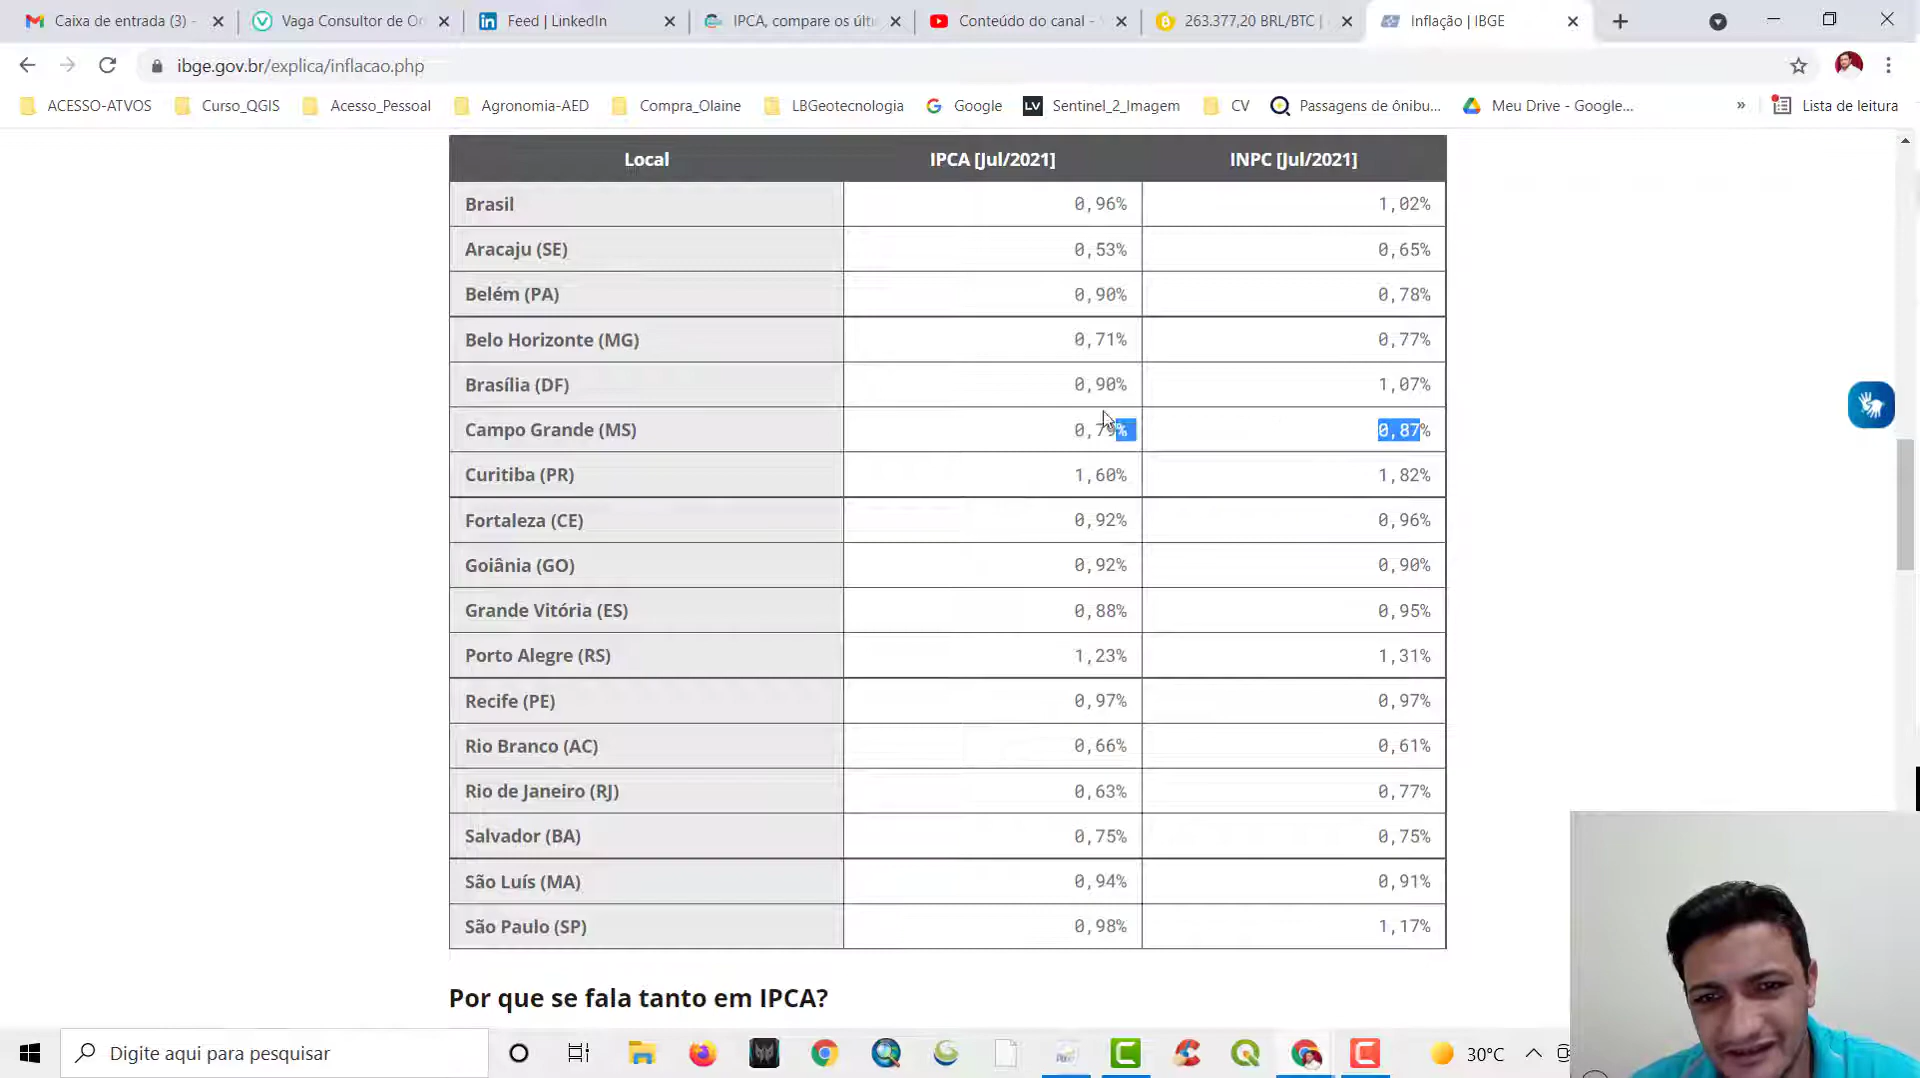 Caixa de entrada (3) -
Vaga Consultor de Or
Feed | LinkedIn
IPCA, compare os últi
Conteúdo do canal -
263.377,20 BRL/BTC |
Inflação | IBGE
ibge.gov.br/explica/inflacao.php
ACESSO-ATVOS
Curso_QGIS
Acesso_Pessoal
Agronomia-AED
Compra_Olaine
LBGeotecnologia
Google
LV Sentinel_2_Imagem
CV
Passagens de ônibu...
Meu Drive - Google...
»
Lista de leitura
Local IPCA [Jul/2021] INPC [Jul/2021]
Brasil 0,96% 1,02%
Aracaju (SE) 0,53% 0,65%
Belém (PA) 0,90% 0,78%
Belo Horizonte (MG) 0,71% 0,77%
Brasília (DF) 0,90% 1,07%
Campo Grande (MS) 0,79% 0,87%
Curitiba (PR) 1,60% 1,82%
Fortaleza (CE) 0,92% 0,96%
Goiânia (GO) 0,92% 0,90%
Grande Vitória (ES) 0,88% 0,95%
Porto Alegre (RS) 1,23% 1,31%
Recife (PE) 0,97% 0,97%
Rio Branco (AC) 0,66% 0,61%
Rio de Janeiro (RJ) 0,63% 0,77%
Salvador (BA) 0,75% 0,75%
São Luís (MA) 0,94% 0,91%
São Paulo (SP) 0,98% 1,17%
Por que se fala tanto em IPCA?
Digite aqui para pesquisar
30°C